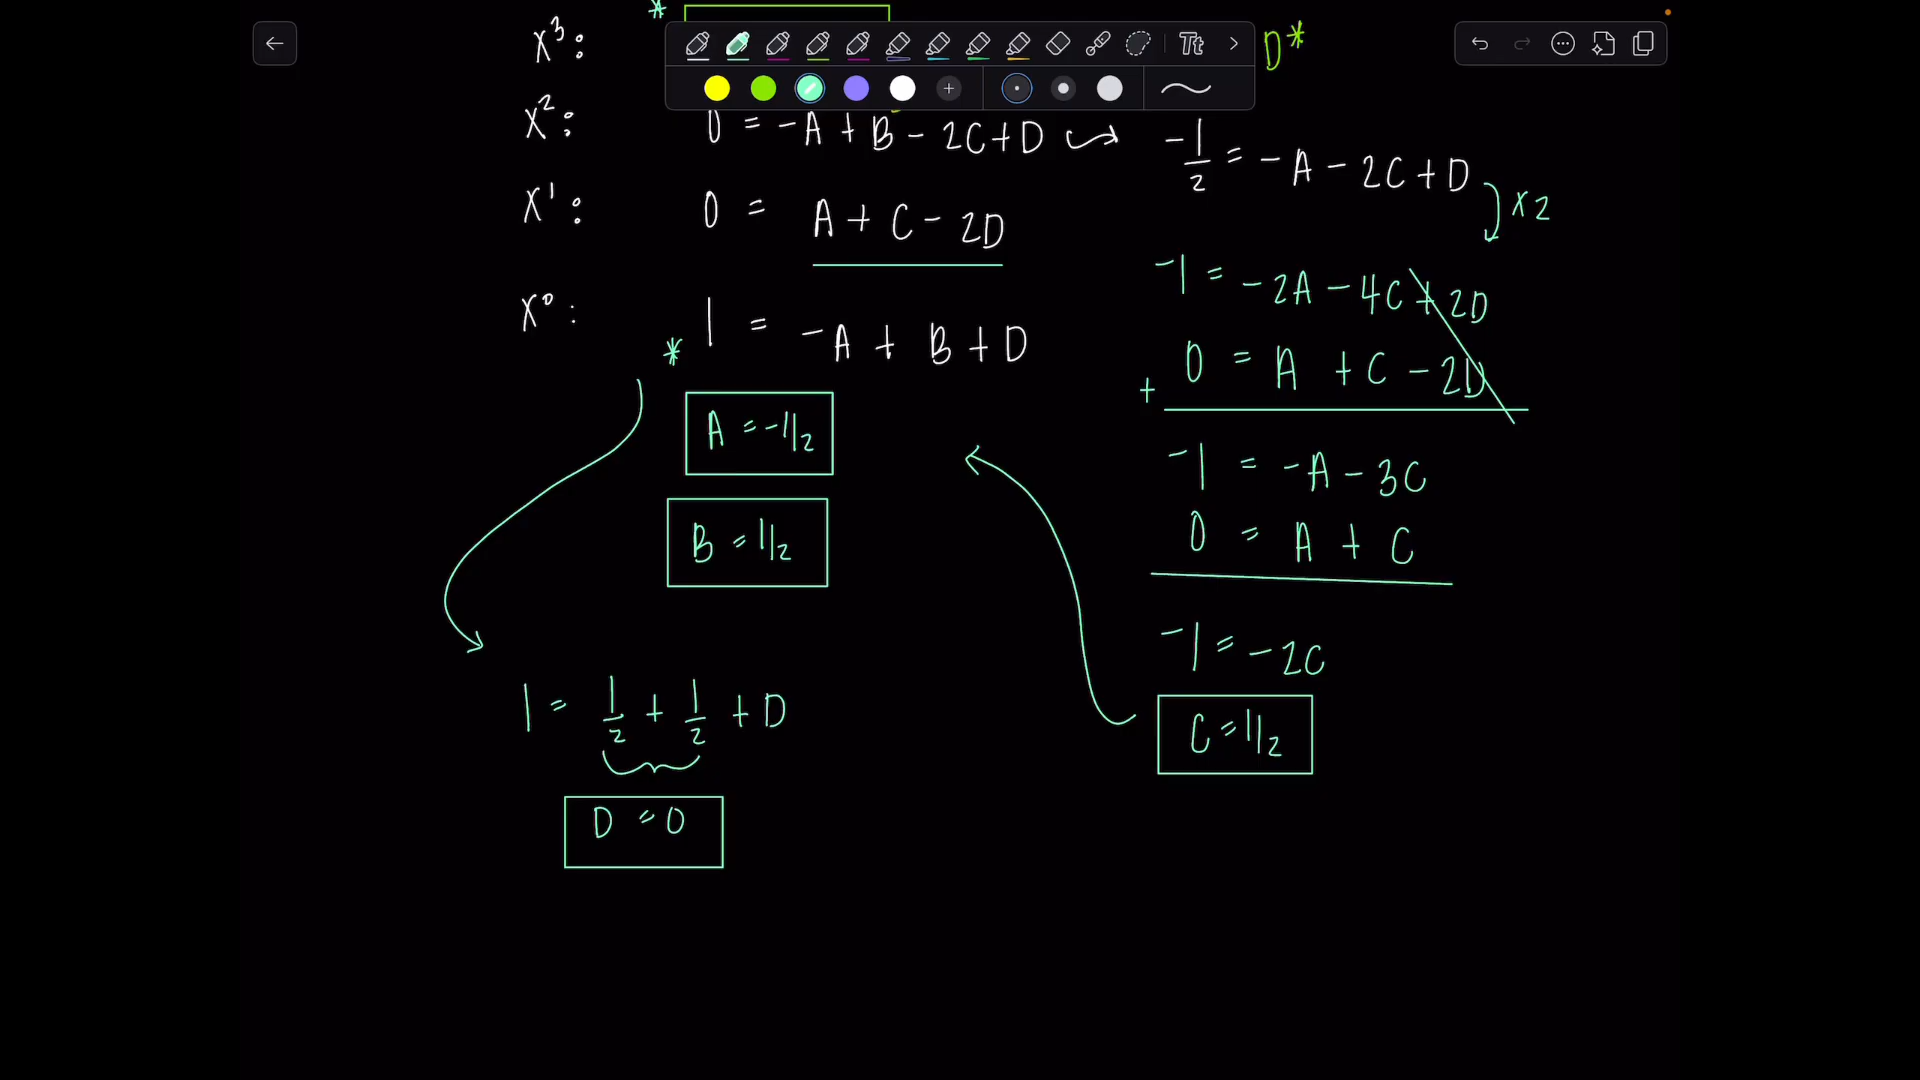 *
x³:
D*
Tt
x²: 0 = -A + B - 2C + D
-1/2 = -A - 2C + D
x 2
x¹: 0 = A + C - 2D
-1 = -2A - 4C + 2D
x⁰: 1 = -A + B + D
*
+ 0 = A + C - 2D
A = -1/2
-1 = -A - 3C
B = 1/2
0 = A + C
-1 = -2C
1 = 1/2 + 1/2 + D
C = 1/2
D = 0